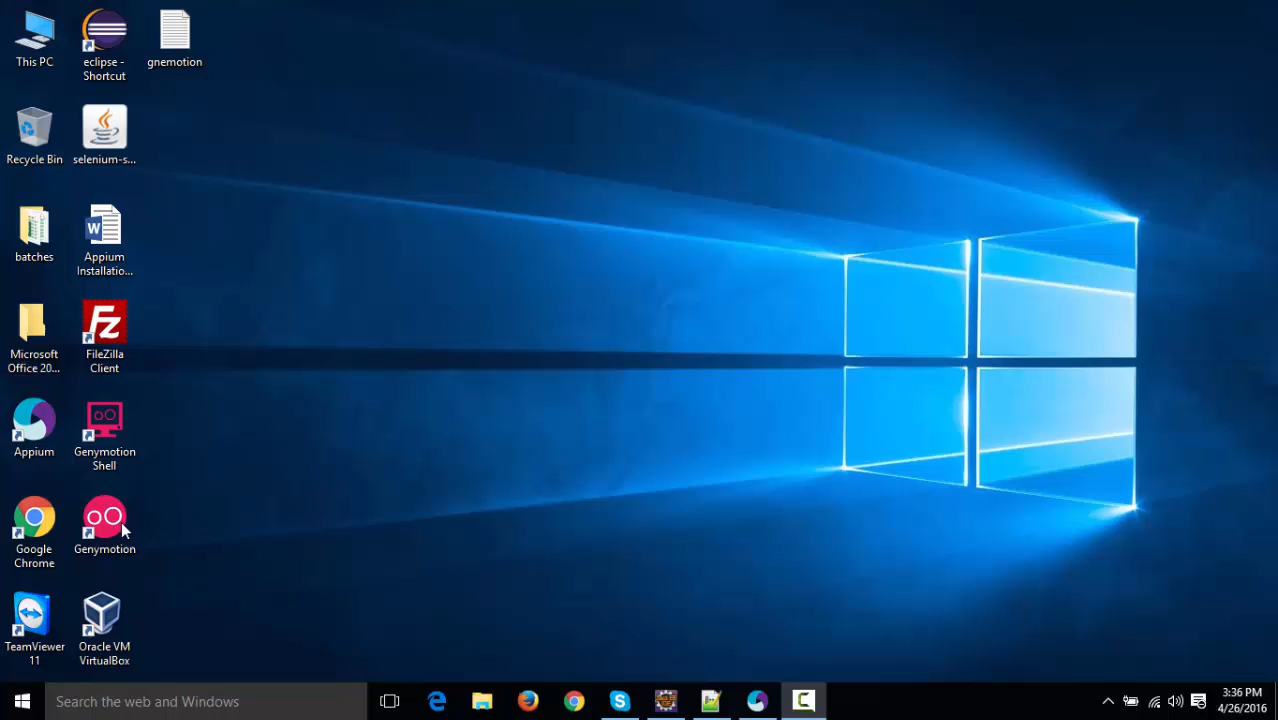 This PC
eclipse -
Shortcut
gnemotion
Recycle Bin
selenium-s...
batches
Appium
Installatio...
Microsoft
Office 20...
FileZilla
Client
Appium
Genymotion
Shell
Google
Chrome
Genymotion
TeamViewer
11
Oracle VM
VirtualBox
Search the web and Windows
3:36 PM
4/26/2016